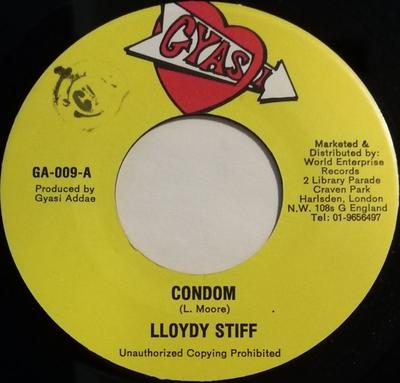 GYASI
GA-009-A
Produced by
Gyasi Addae
Marketed &
Distributed by:
World Enterprise
Records
2 Library Parade
Craven Park
Harlsden, London
N.W. 108s G England
Tel: 01-9656497
CONDOM
(L. Moore)
LLOYDY STIFF
Unauthorized Copying Prohibited